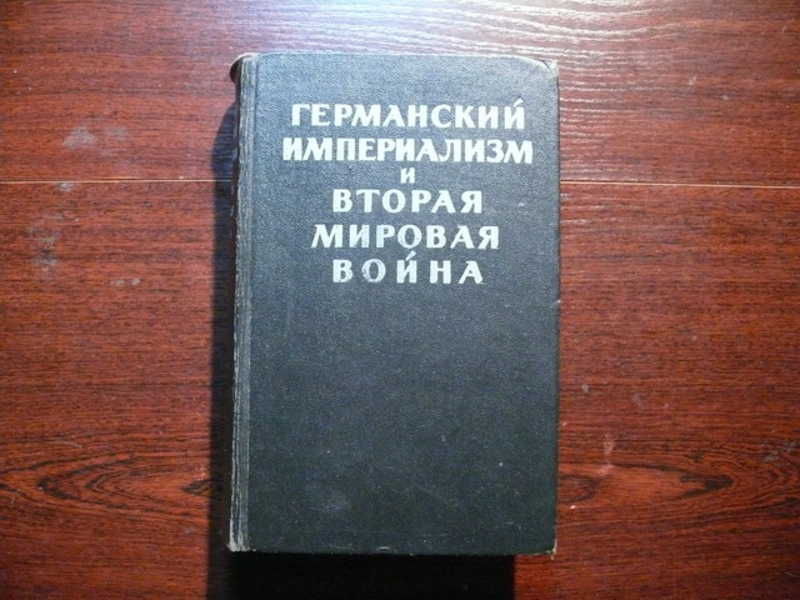 ГЕРМАНСКИЙ
ИМПЕРИАЛИЗМ
и
ВТОРАЯ
МИРОВАЯ
ВОЙНА